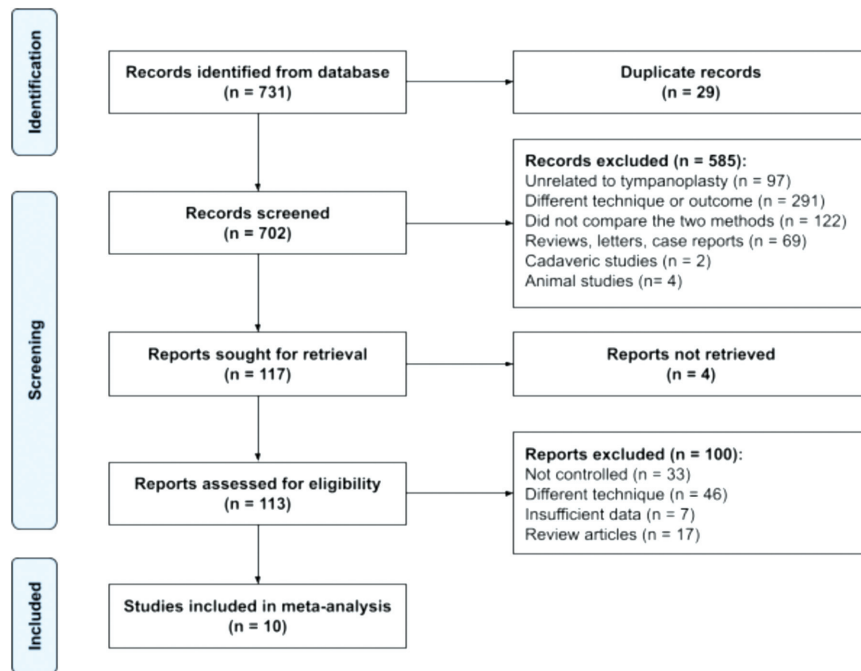 Identification
Records identified from database
(n = 731)
Duplicate records
(n = 29)
Screening
Records screened
(n = 702)
Records excluded (n = 585):
Unrelated to tympanoplasty (n = 97)
Different technique or outcome (n = 291)
Did not compare the two methods (n = 122)
Reviews, letters, case reports (n = 69)
Cadaveric studies (n = 2)
Animal studies (n= 4)
Reports sought for retrieval
(n = 117)
Reports not retrieved
(n = 4)
Reports assessed for eligibility
(n = 113)
Reports excluded (n = 100):
Not controlled (n = 33)
Different technique (n = 46)
Insufficient data (n = 7)
Review articles (n = 17)
Included
Studies included in meta-analysis
(n = 10)